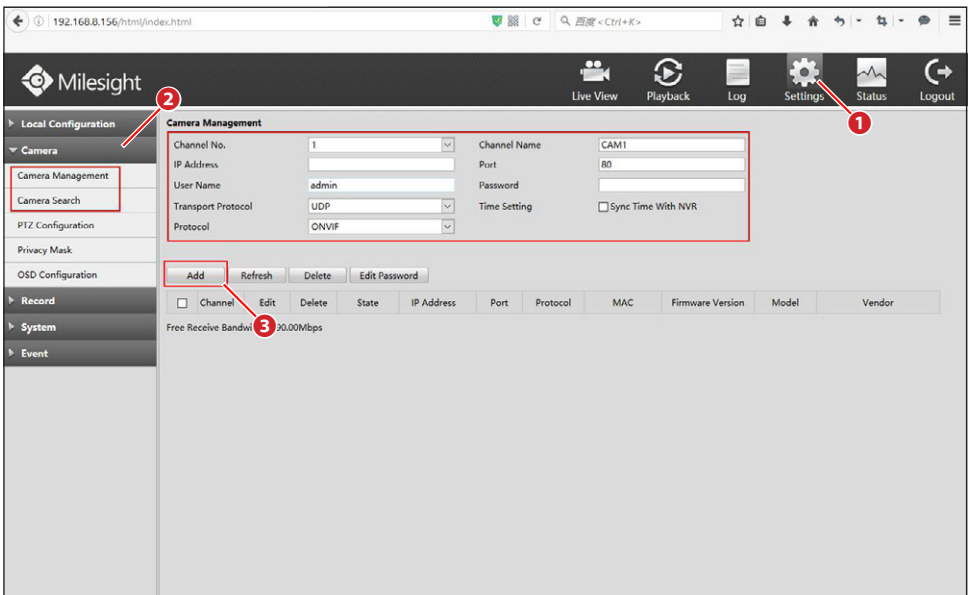 192.168.8.156/html/index.html 百度 <Ctrl+K>
Milesight
Live View Playback Log Settings Status Logout
1
2
Local Configuration
Camera
Camera Management
Camera Search
PTZ Configuration
Privacy Mask
OSD Configuration
Record
System
Event
Camera Management
Channel No. 1 Channel Name CAM1
IP Address Port 80
User Name admin Password
Transport Protocol UDP Time Setting Sync Time With NVR
Protocol ONVIF
Add Refresh Delete Edit Password
3
Channel Edit Delete State IP Address Port Protocol MAC Firmware Version Model Vendor
Free Receive 90.00Mbps